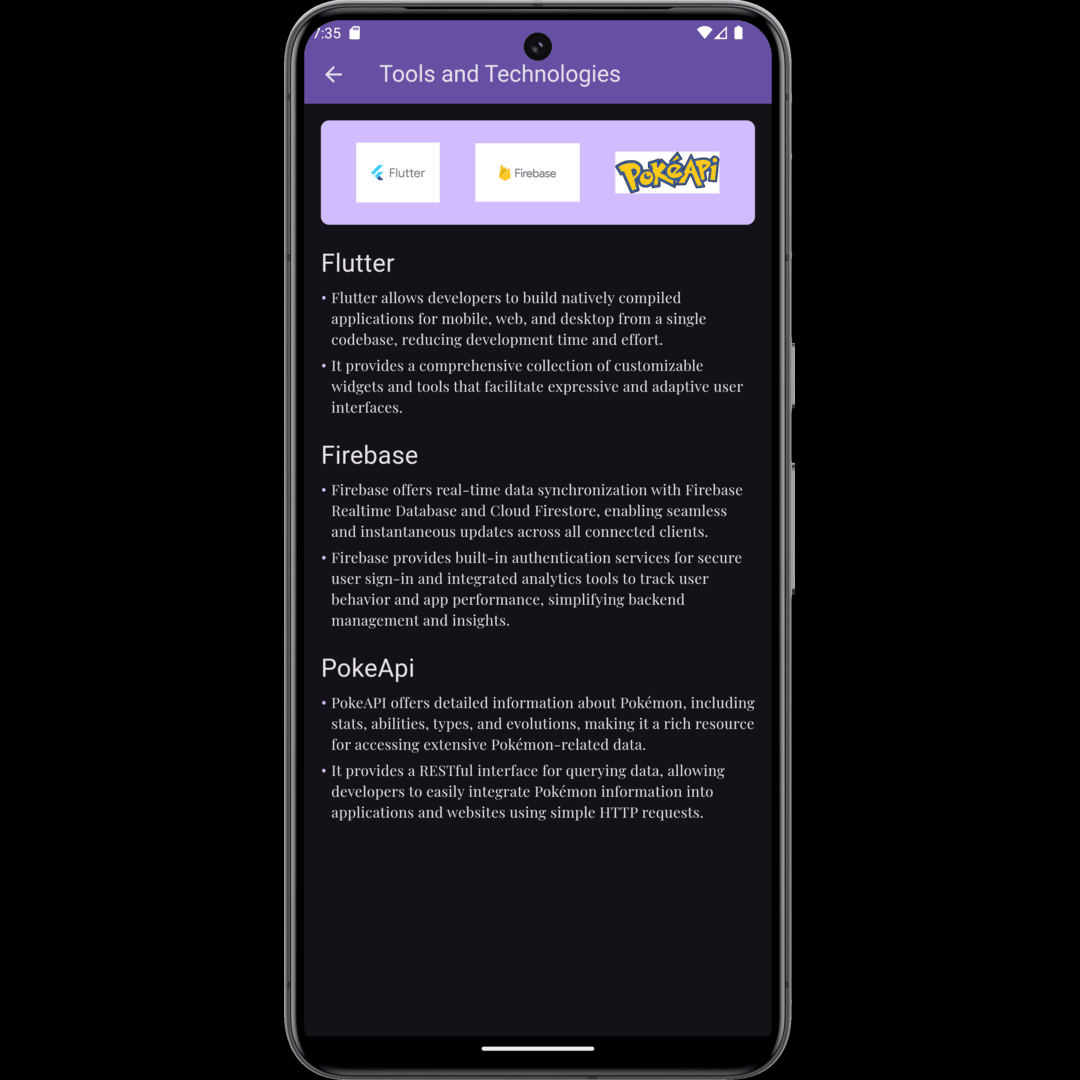 7:35
Tools and Technologies
Flutter Firebase PokéApi
Flutter
• Flutter allows developers to build natively compiled
applications for mobile, web, and desktop from a single
codebase, reducing development time and effort.
• It provides a comprehensive collection of customizable
widgets and tools that facilitate expressive and adaptive user
interfaces.
Firebase
• Firebase offers real-time data synchronization with Firebase
Realtime Database and Cloud Firestore, enabling seamless
and instantaneous updates across all connected clients.
• Firebase provides built-in authentication services for secure
user sign-in and integrated analytics tools to track user
behavior and app performance, simplifying backend
management and insights.
PokeApi
• PokeAPI offers detailed information about Pokémon, including
stats, abilities, types, and evolutions, making it a rich resource
for accessing extensive Pokémon-related data.
• It provides a RESTful interface for querying data, allowing
developers to easily integrate Pokémon information into
applications and websites using simple HTTP requests.